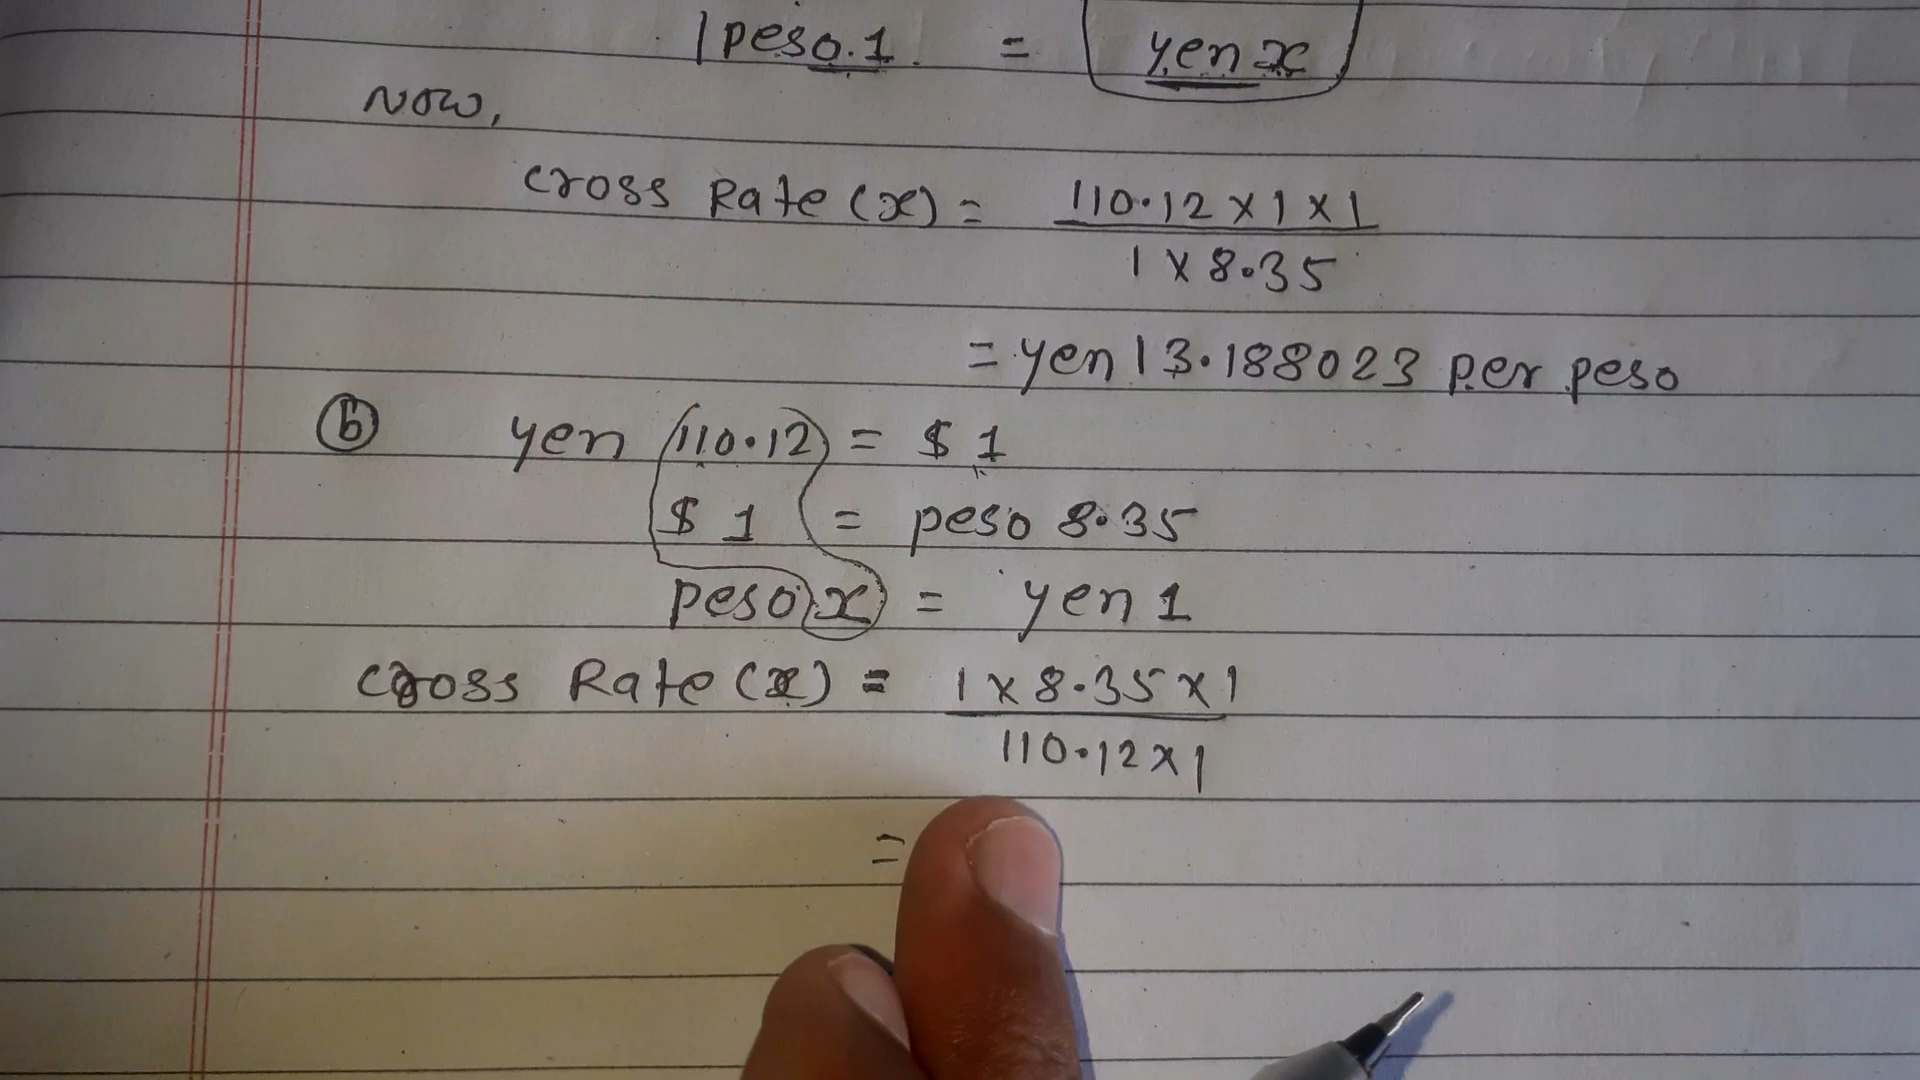 1 peso.1 = yen x
Now,
cross Rate (x) = 110.12 x 1 x 1
1 x 8.35
= yen 13.188023 per peso
(b) yen 110.12 = $ 1
$ 1 = peso 8.35
peso x = yen 1
Cross Rate (x) = 1 x 8.35 x 1
110.12 x 1
=